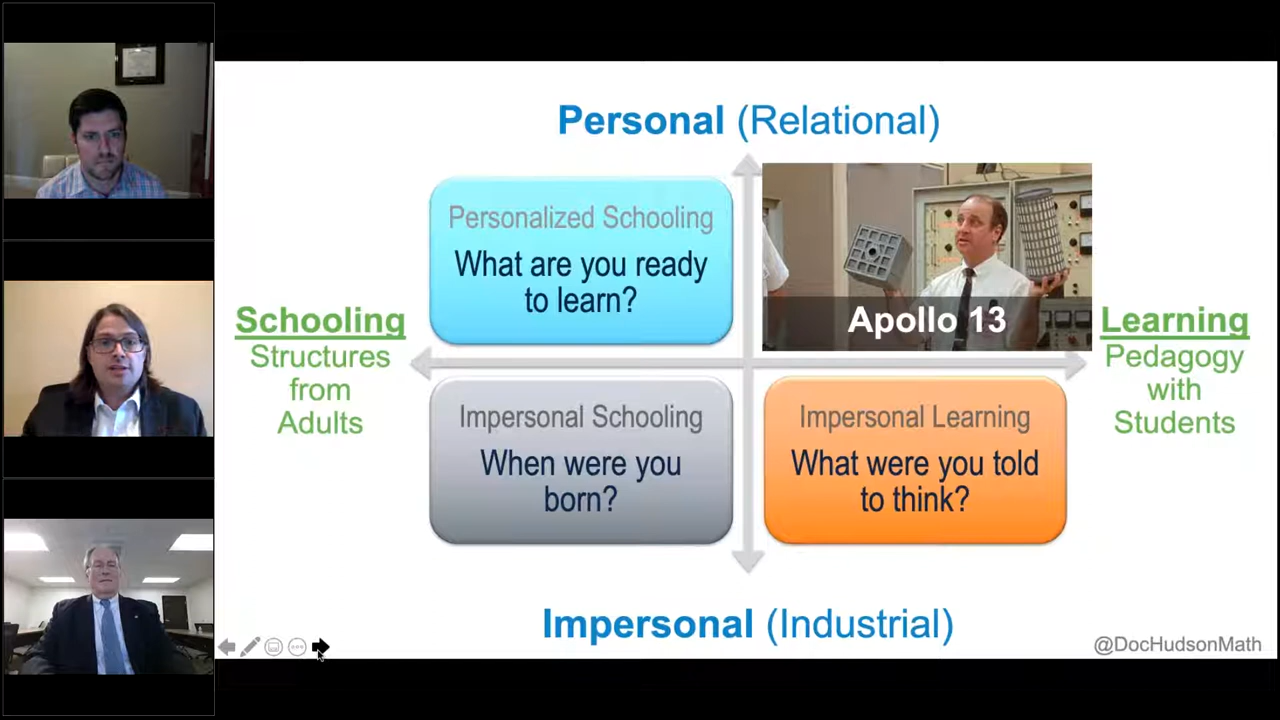 Personal (Relational)
Personalized Schooling
What are you ready
to learn?
Apollo 13
Schooling
Structures
from
Adults
Learning
Pedagogy
with
Students
Impersonal Schooling
When were you
born?
Impersonal Learning
What were you told
to think?
Impersonal (Industrial)
@DocHudsonMath